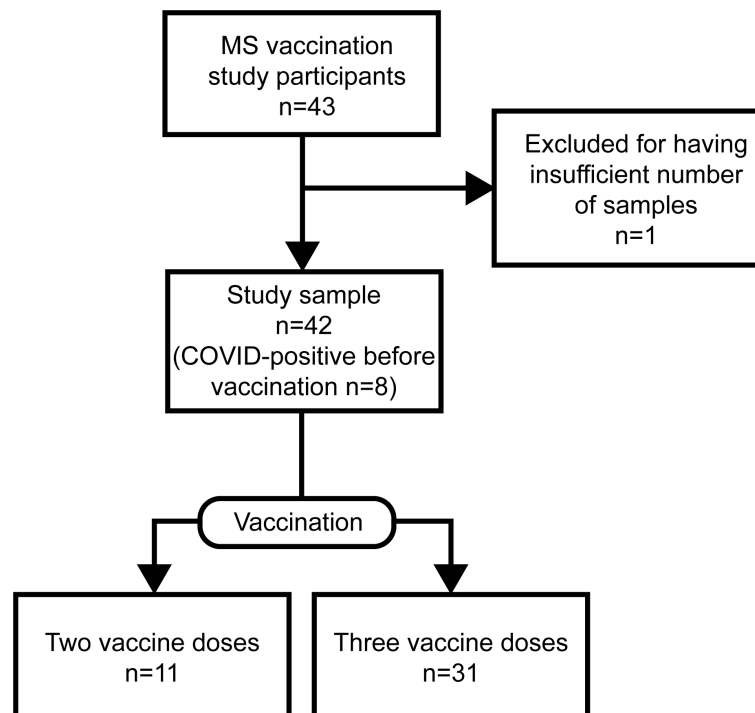 MS vaccination
study participants
n=43
Excluded for having
insufficient number
of samples
n=1
Study sample
n=42
(COVID-positive before
vaccination n=8)
Vaccination
Two vaccine doses
n=11
Three vaccine doses
n=31